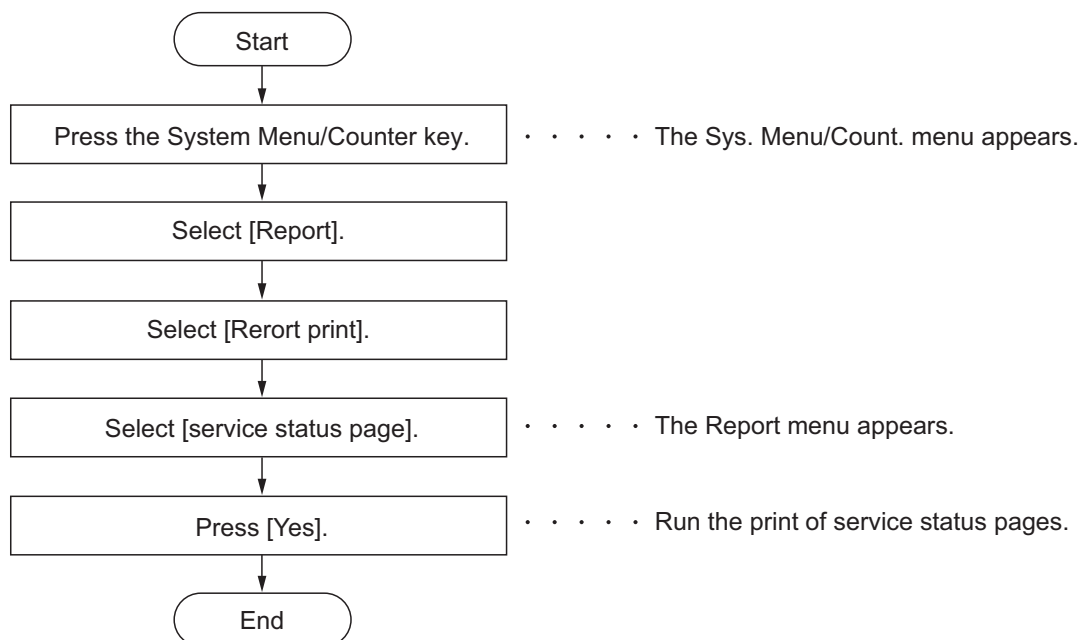 Start
Press the System Menu/Counter key. ・・・・・ The Sys. Menu/Count. menu appears.
Select [Report].
Select [Rerort print].
Select [service status page]. ・・・・・ The Report menu appears.
Press [Yes]. ・・・・・ Run the print of service status pages.
End